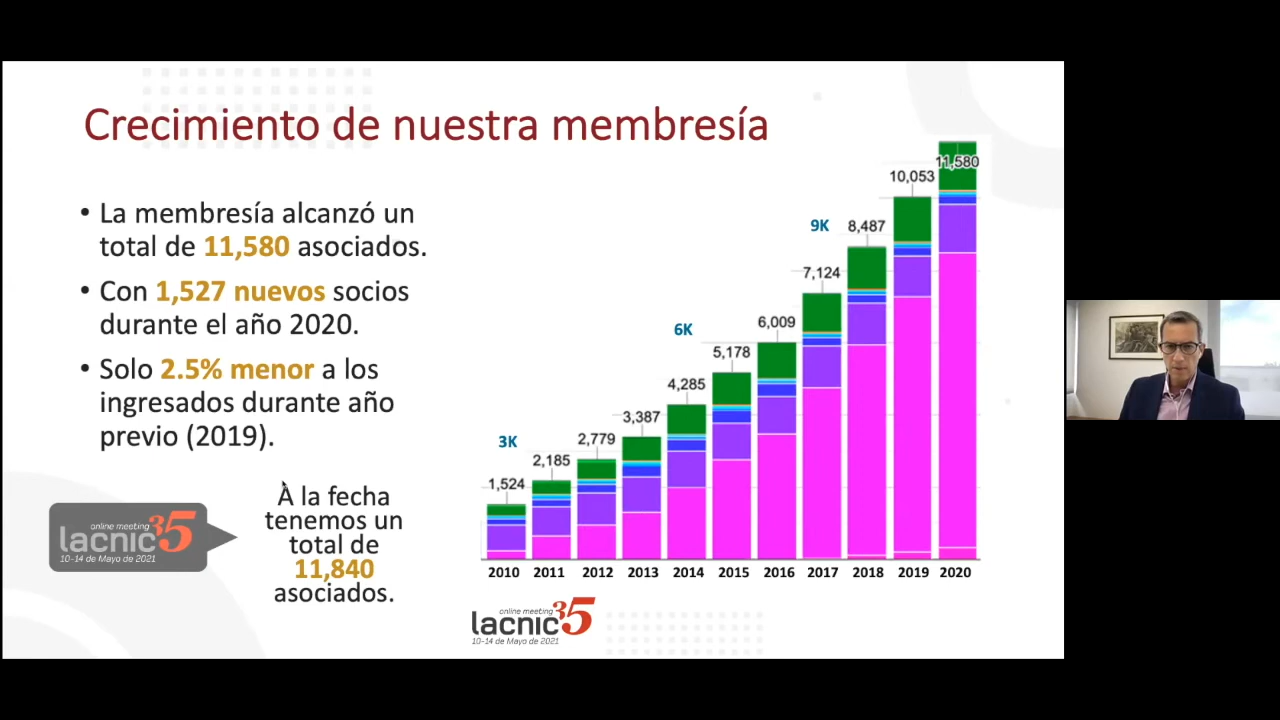 Crecimiento de nuestra membresía
• La membresía alcanzó un
total de 11,580 asociados.
• Con 1,527 nuevos socios
durante el año 2020.
• Solo 2.5% menor a los
ingresados durante año
previo (2019).
online meeting
lacnic35
10-14 de Mayo de 2021
A la fecha
tenemos un
total de
11,840
asociados.
3K
6K
9K
1,524
2,185
2,779
3,387
4,285
5,178
6,009
7,124
8,487
10,053
11,580
2010 2011 2012 2013 2014 2015 2016 2017 2018 2019 2020
online meeting
lacnic35
10-14 de Mayo de 2021